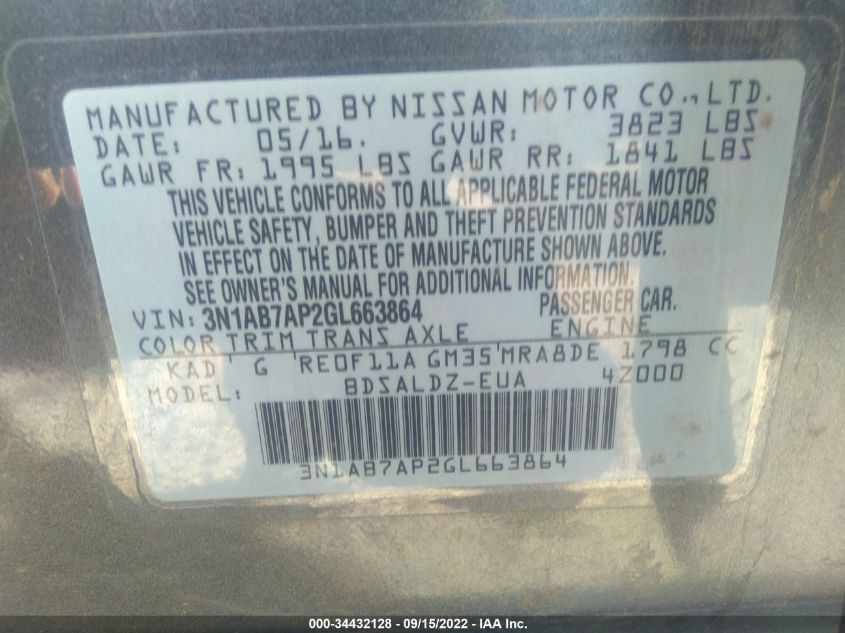 MANUFACTURED BY NISSAN MOTOR CO., LTD.
DATE: 05/16. GVWR: 3823 LBS
GAWR FR: 1995 LBS GAWR RR: 1841 LBS
THIS VEHICLE CONFORMS TO ALL APPLICABLE FEDERAL MOTOR
VEHICLE SAFETY, BUMPER AND THEFT PREVENTION STANDARDS
IN EFFECT ON THE DATE OF MANUFACTURE SHOWN ABOVE.
SEE OWNER'S MANUAL FOR ADDITIONAL INFORMATION.
VIN: 3N1AB7AP2GL663864 PASSENGER CAR.
COLOR TRIM TRANS AXLE ENGINE
KAD G RE0F11A GM35 MRA8DE 1798 CC
MODEL: BDSALDZ-EUA 4Z000
3N1AB7AP2GL663864
000-34432128 - 09/15/2022 - IAA Inc.